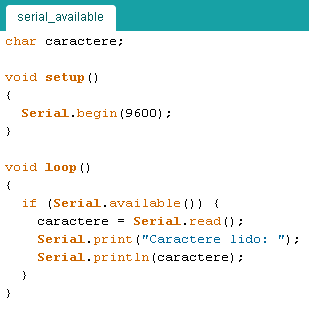 serial_available
char caractere;
void setup()
{
  Serial.begin(9600);
}
void loop()
{
  if (Serial.available()) {
    caractere = Serial.read();
    Serial.print("Caractere lido: ");
    Serial.println(caractere);
  }
}